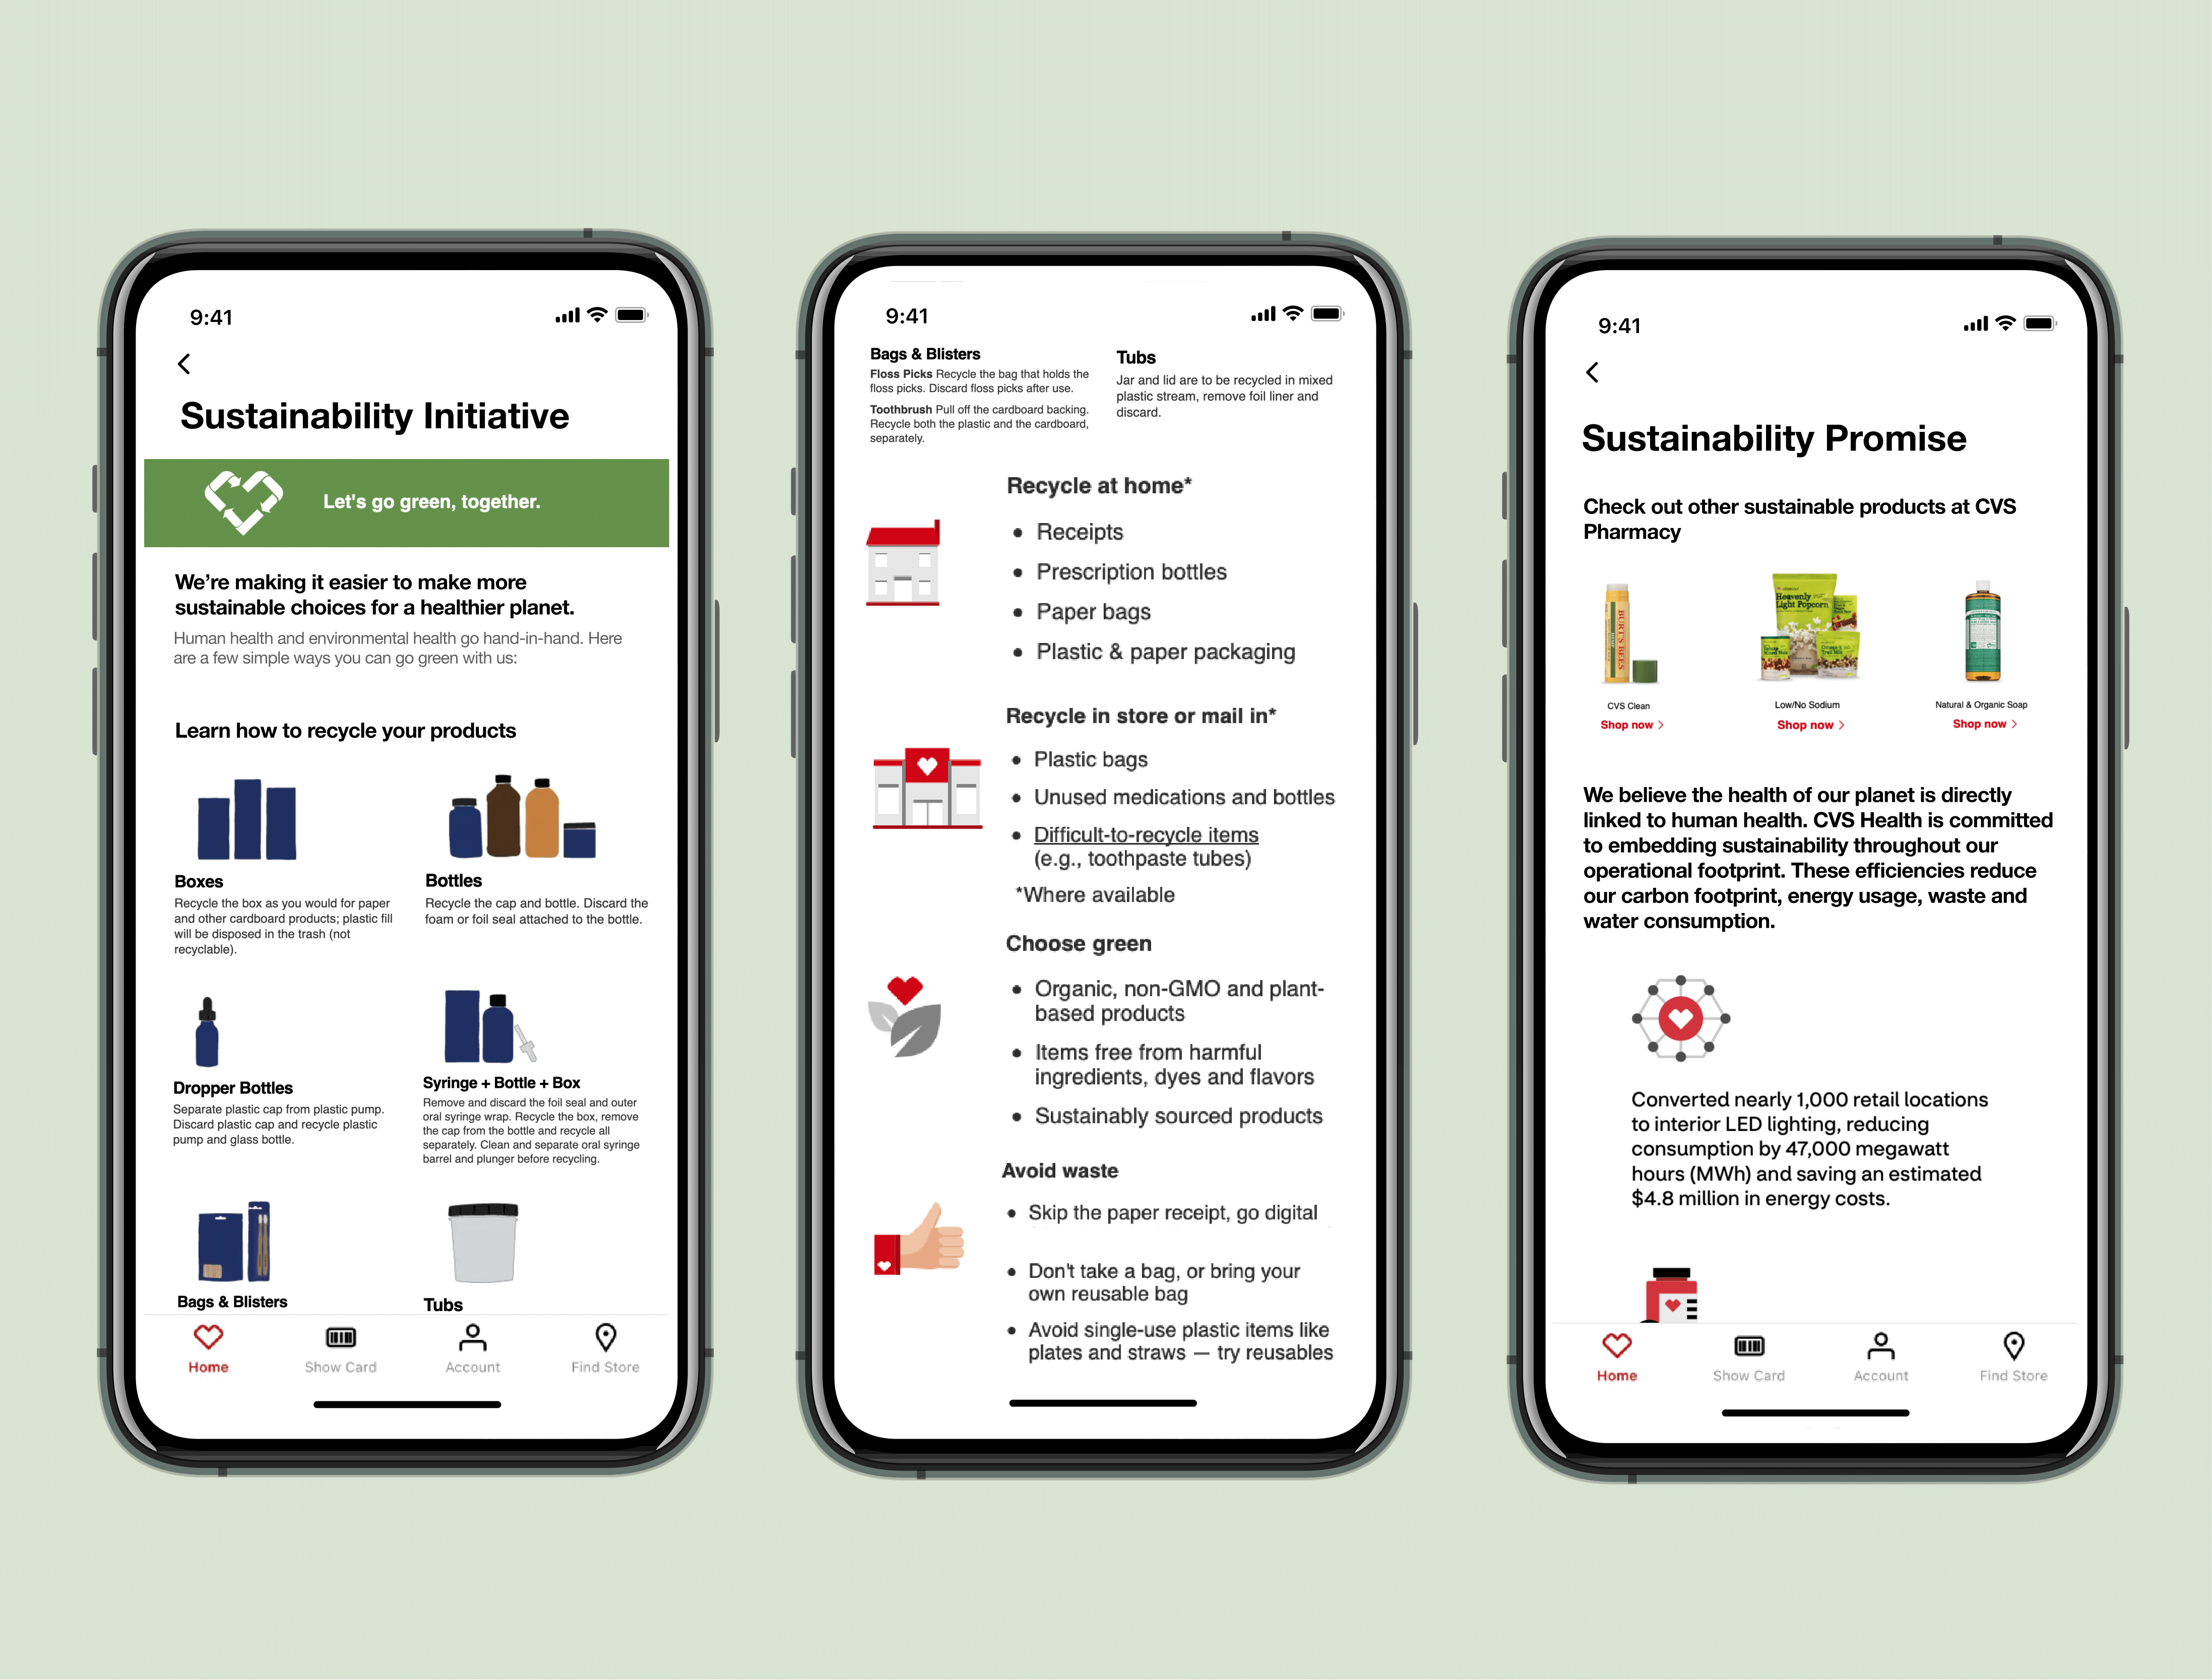 9:41
Sustainability Initiative
Let's go green, together.
We're making it easier to make more
sustainable choices for a healthier planet.
Human health and environmental health go hand-in-hand. Here
are a few simple ways you can go green with us:
Learn how to recycle your products
Boxes
Recycle the box as you would for paper
and other cardboard products; plastic fill
will be disposed in the trash (not
recyclable).
Bottles
Recycle the cap and bottle. Discard the
foam or foil seal attached to the bottle.
Dropper Bottles
Separate plastic cap from plastic pump.
Discard plastic cap and recycle plastic
pump and glass bottle.
Syringe + Bottle + Box
Remove and discard the foil seal and outer
oral syringe wrap. Recycle the box, remove
the cap from the bottle and recycle all
separately. Clean and separate oral syringe
barrel and plunger before recycling.
Bags & Blisters
Tubs
Home
Show Card
Account
Find Store
9:41
Bags & Blisters
Floss Picks Recycle the bag that holds the
floss picks. Discard floss picks after use.
Toothbrush Pull off the cardboard backing.
Recycle both the plastic and the cardboard,
separately.
Tubs
Jar and lid are to be recycled in mixed
plastic stream, remove foil liner and
discard.
Recycle at home*
• Receipts
• Prescription bottles
• Paper bags
• Plastic & paper packaging
Recycle in store or mail in*
• Plastic bags
• Unused medications and bottles
• Difficult-to-recycle items
(e.g., toothpaste tubes)
*Where available
Choose green
• Organic, non-GMO and plant-
based products
• Items free from harmful
ingredients, dyes and flavors
• Sustainably sourced products
Avoid waste
• Skip the paper receipt, go digital
• Don't take a bag, or bring your
own reusable bag
• Avoid single-use plastic items like
plates and straws — try reusables
9:41
Sustainability Promise
Check out other sustainable products at CVS
Pharmacy
BURT'S BEES
Heavenly
Light Popcorn
CVS Clean
Shop now >
Low/No Sodium
Shop now >
Natural & Organic Soap
Shop now >
We believe the health of our planet is directly
linked to human health. CVS Health is committed
to embedding sustainability throughout our
operational footprint. These efficiencies reduce
our carbon footprint, energy usage, waste and
water consumption.
Converted nearly 1,000 retail locations
to interior LED lighting, reducing
consumption by 47,000 megawatt
hours (MWh) and saving an estimated
$4.8 million in energy costs.
Home
Show Card
Account
Find Store